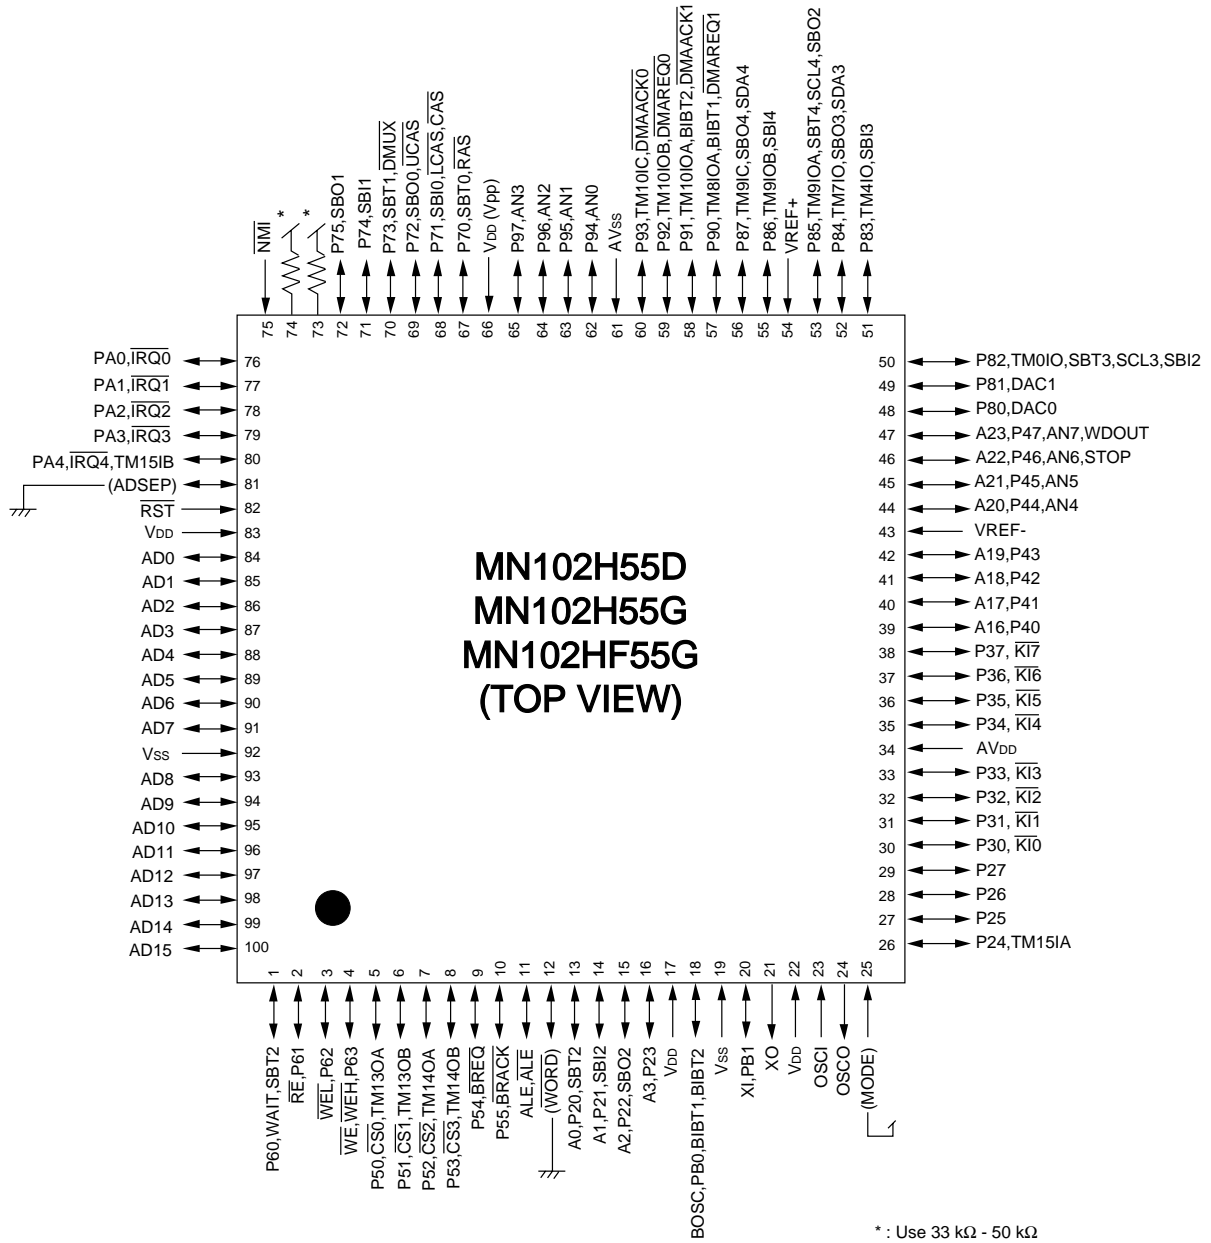 NMI
*
*
P75,SBO1
P74,SBI1
P73,SBT1,DMUX
P72,SBO0,UCAS
P71,SBI0,LCAS,CAS
P70,SBT0,RAS
VDD (Vpp)
P97,AN3
P96,AN2
P95,AN1
P94,AN0
AVSS
P93,TM10IC,DMAACK0
P92,TM10IOB,DMAREQ0
P91,TM10IOA,BIBT2,DMAACK1
P90,TM8IOA,BIBT1,DMAREQ1
P87,TM9IC,SBO4,SDA4
P86,TM9IOB,SBI4
VREF+
P85,TM9IOA,SBT4,SCL4,SBO2
P84,TM7IO,SBO3,SDA3
P83,TM4IO,SBI3
75 74 73 72 71 70 69 68 67 66 65 64 63 62 61 60 59 58 57 56 55 54 53 52 51
PA0,IRQ0 76
PA1,IRQ1 77
PA2,IRQ2 78
PA3,IRQ3 79
PA4,IRQ4,TM15IB 80
(ADSEP) 81
RST 82
VDD 83
AD0 84
AD1 85
AD2 86
AD3 87
AD4 88
AD5 89
AD6 90
AD7 91
VSS 92
AD8 93
AD9 94
AD10 95
AD11 96
AD12 97
AD13 98
AD14 99
AD15 100
MN102H55D
MN102H55G
MN102HF55G
(TOP VIEW)
50 P82,TM0IO,SBT3,SCL3,SBI2
49 P81,DAC1
48 P80,DAC0
47 A23,P47,AN7,WDOUT
46 A22,P46,AN6,STOP
45 A21,P45,AN5
44 A20,P44,AN4
43 VREF-
42 A19,P43
41 A18,P42
40 A17,P41
39 A16,P40
38 P37, KI7
37 P36, KI6
36 P35, KI5
35 P34, KI4
34 AVDD
33 P33, KI3
32 P32, KI2
31 P31, KI1
30 P30, KI0
29 P27
28 P26
27 P25
26 P24,TM15IA
1 2 3 4 5 6 7 8 9 10 11 12 13 14 15 16 17 18 19 20 21 22 23 24 25
P60,WAIT,SBT2
RE,P61
WEL,P62
WE,WEH,P63
P50,CS0,TM13OA
P51,CS1,TM13OB
P52,CS2,TM14OA
P53,CS3,TM14OB
P54,BREQ
P55,BRACK
ALE,ALE
(WORD)
A0,P20,SBT2
A1,P21,SBI2
A2,P22,SBO2
A3,P23
VDD
BOSC,PB0,BIBT1,BIBT2
VSS
XI,PB1
XO
VDD
OSCI
OSCO
(MODE)
* : Use 33 kΩ - 50 kΩ